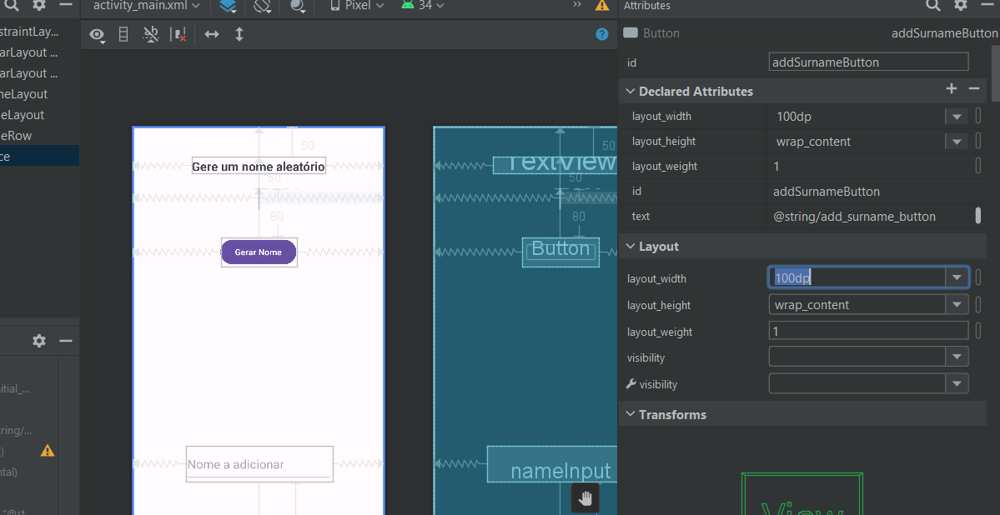 activity_main.xml
Pixel
34
»
Attributes
straintLay...
arLayout ...
arLayout ...
neLayout
eLayout
eRow
ce
?
Button
addSurnameButton
id
addSurnameButton
Declared Attributes
layout_width
100dp
layout_height
wrap_content
layout_weight
1
id
addSurnameButton
text
@string/add_surname_button
Layout
layout_width
100dp
layout_height
wrap_content
layout_weight
1
visibility
visibility
Transforms
View
50
Gere um nome aleatório
50
80
Gerar Nome
Nome a adicionar
50
TextView
50
80
Button
nameInput
nitial_...
ring/...
)
ntal)
"@st